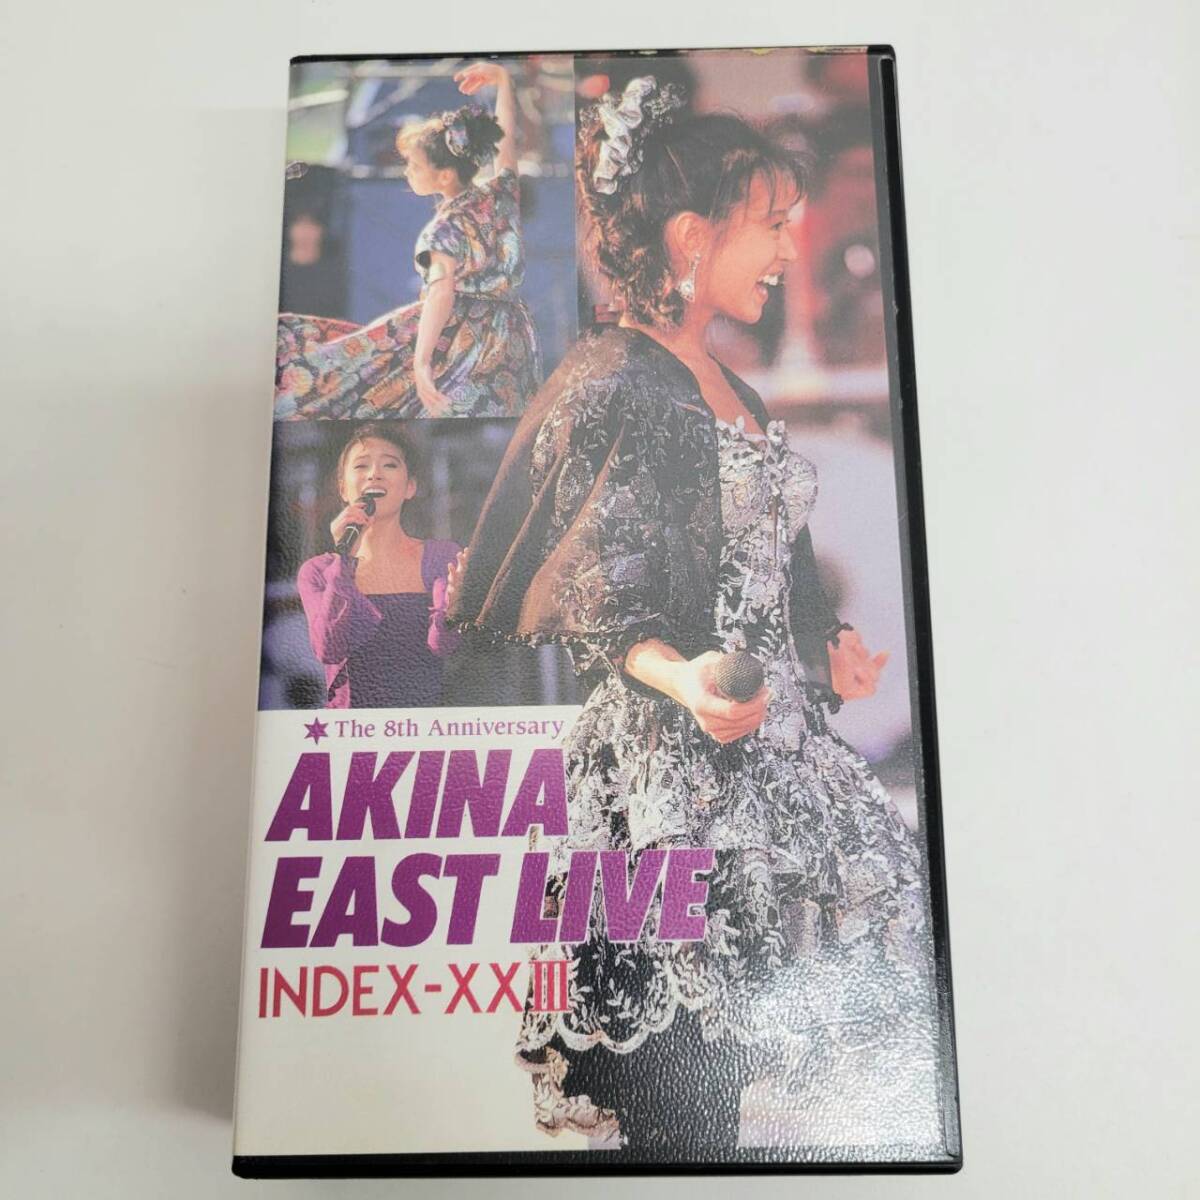 The 8th Anniversary
AKINA
EAST LIVE
INDEX-XXIII